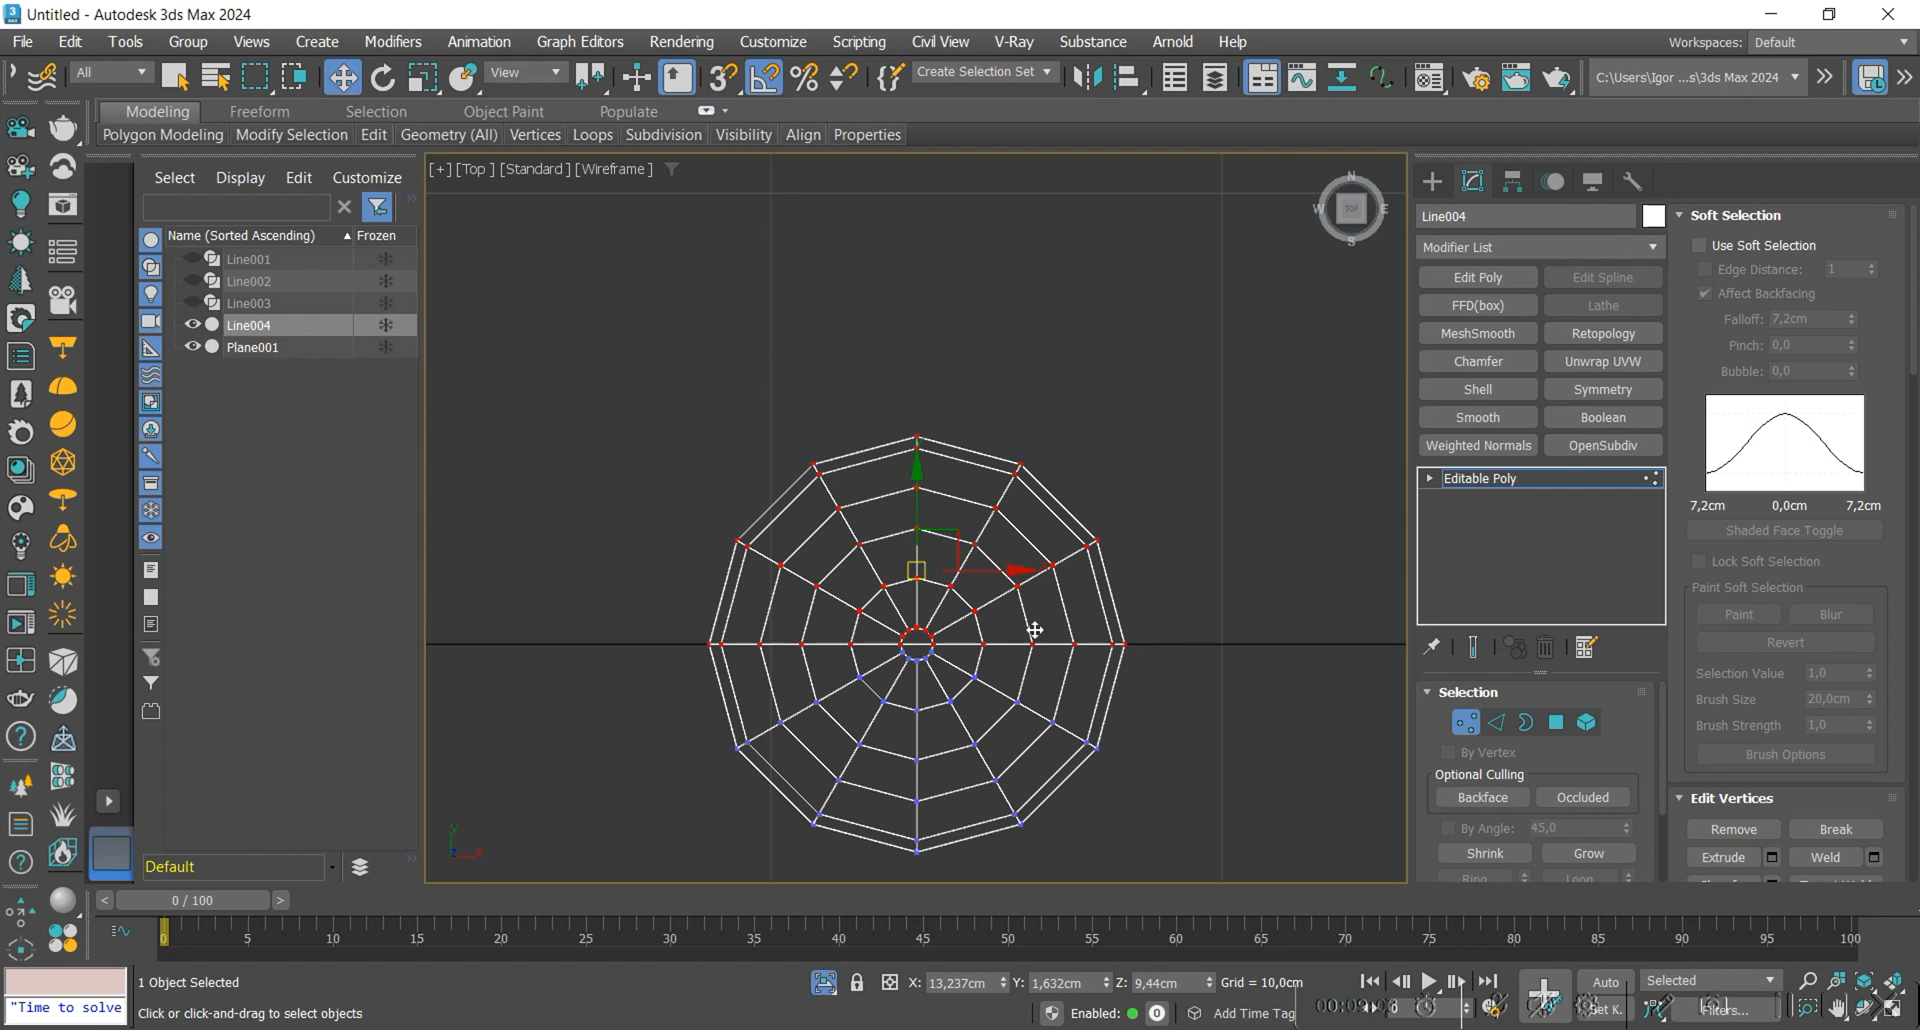 Untitled - Autodesk 3ds Max 2024
File Edit Tools Group Views Create Modifiers Animation Graph Editors Rendering Customize Scripting Civil View V-Ray Substance Arnold Help
Workspaces: Default
All
View
Create Selection Set
C:\Users\Igor ...s\3ds Max 2024
Modeling Freeform Selection Object Paint Populate
Polygon Modeling Modify Selection Edit Geometry (All) Vertices Loops Subdivision Visibility Align Properties
Select Display Edit Customize
Name (Sorted Ascending) Frozen
Line001
Line002
Line003
Line004
Plane001
Default
[+] [Top ] [Standard ] [Wireframe ]
N
W TOP E
S
y
x
z
Line004
Modifier List
Edit Poly Edit Spline
FFD(box) Lathe
MeshSmooth Retopology
Chamfer Unwrap UVW
Shell Symmetry
Smooth Boolean
Weighted Normals OpenSubdiv
Editable Poly
Selection
By Vertex
Optional Culling
Backface Occluded
By Angle: 45,0
Shrink Grow
Ring Loop
Soft Selection
Use Soft Selection
Edge Distance: 1
Affect Backfacing
Falloff: 7,2cm
Pinch: 0,0
Bubble: 0,0
7,2cm 0,0cm 7,2cm
Shaded Face Toggle
Lock Soft Selection
Paint Soft Selection
Paint Blur
Revert
Selection Value 1,0
Brush Size 20,0cm
Brush Strength 1,0
Brush Options
Edit Vertices
Remove Break
Extrude Weld
< 0 / 100 >
0 5 10 15 20 25 30 35 40 45 50 55 60 65 70 75 80 85 90 95 100
"Time to solve
1 Object Selected
Click or click-and-drag to select objects
X: 13,237cm Y: 1,632cm Z: 9,44cm Grid = 10,0cm
Enabled: 0 Add Time Tag
Auto Selected
Set K. Filters...